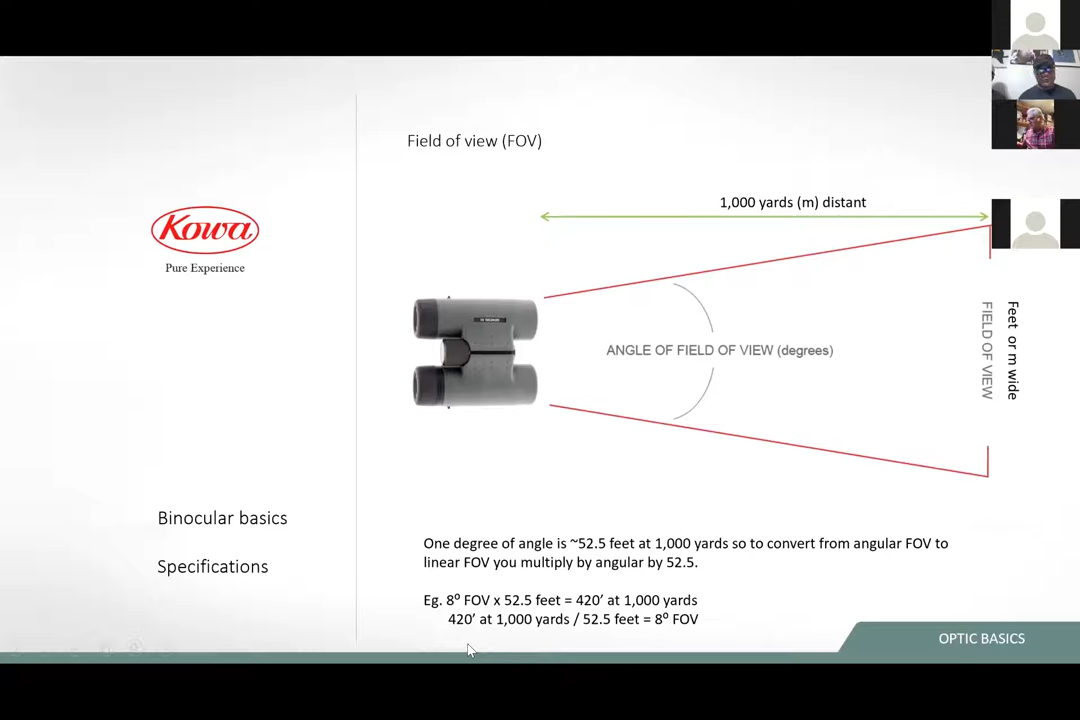 Field of view (FOV)
1,000 yards (m) distant
Kowa
Pure Experience
ANGLE OF FIELD OF VIEW (degrees)
FIELD OF VIEW
Feet or m wide
Binocular basics
Specifications
One degree of angle is ~52.5 feet at 1,000 yards so to convert from angular FOV to
linear FOV you multiply by angular by 52.5.
Eg. 8º FOV x 52.5 feet = 420’ at 1,000 yards
420’ at 1,000 yards / 52.5 feet = 8º FOV
OPTIC BASICS